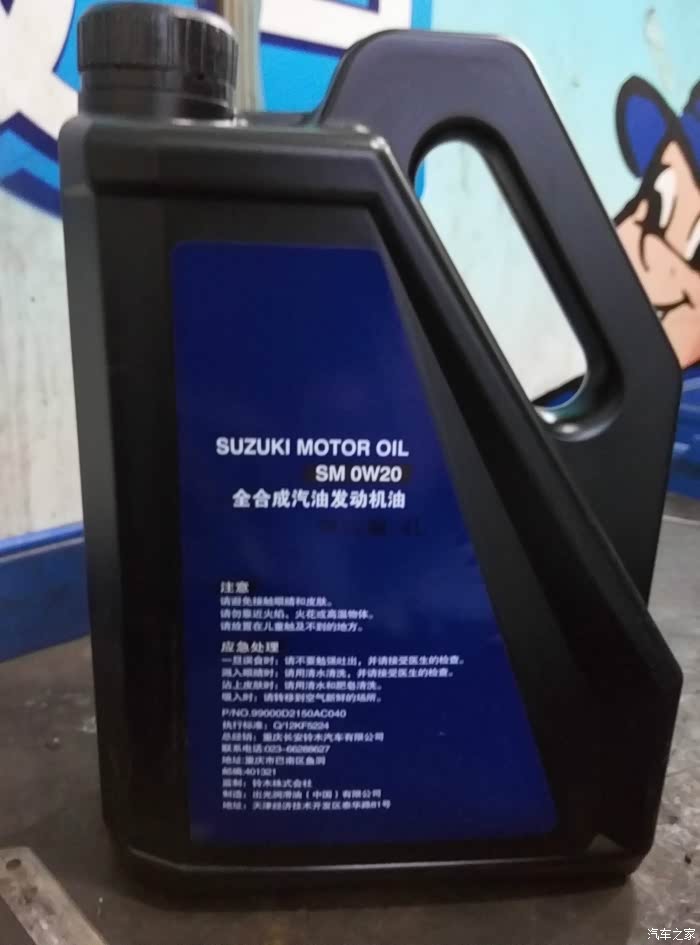 SUZUKI MOTOR OIL
SM 0W20
全合成汽油发动机油
4L
注意
请避免接触眼睛和皮肤。
请勿靠近火焰、火花或高温物体。
请放置在儿童触及不到的地方。
应急处理
一旦误食时：请不要勉强吐出，并请接受医生的检查。
溅入眼睛时：请用清水清洗，并请接受医生的检查。
沾上皮肤时：请用清水和肥皂清洗。
吸入时：请转移到空气新鲜的场所。
P/NO.99000D2150AC040
执行标准：Q/12KF5224
总经销：重庆长安铃木汽车有限公司
联系电话:023-66288627
地址:重庆市巴南区鱼洞
邮编:401321
监制：铃木株式会社
制造：出光润滑油（中国）有限公司
地址：天津经济技术开发区泰华路81号
汽车之家